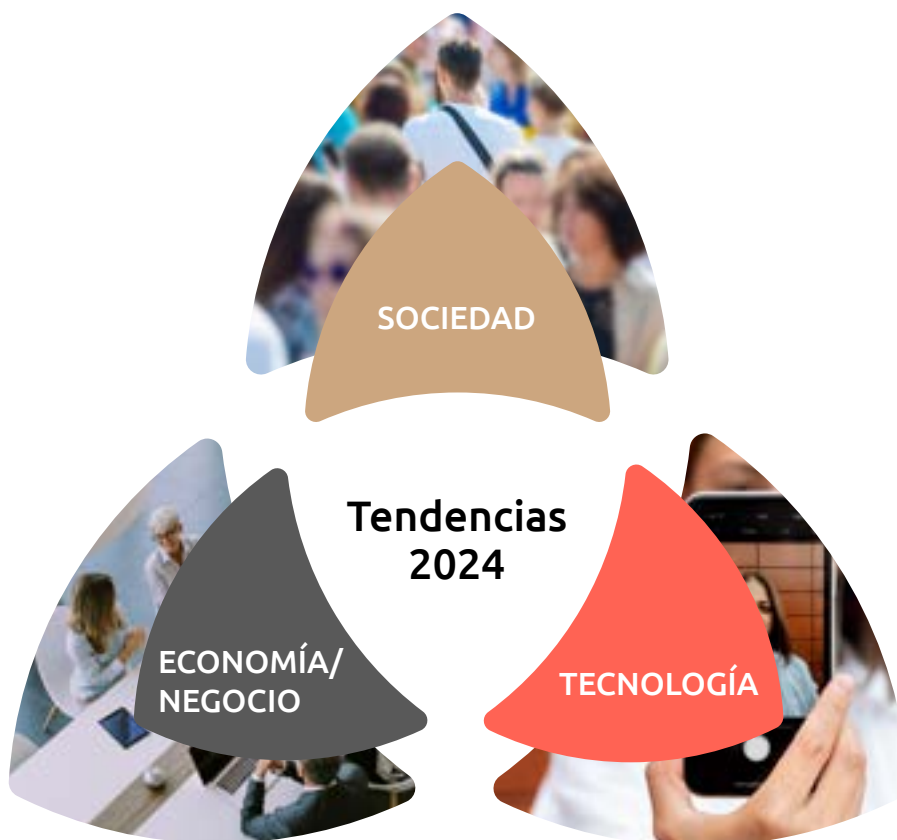 SOCIEDAD
Tendencias
2024
ECONOMÍA/
NEGOCIO
TECNOLOGÍA